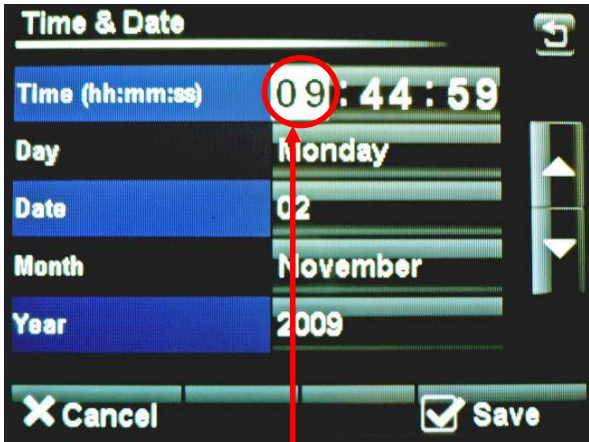 Time & Date
Time (hh:mm:ss) 09:44:59
Day Monday
Date 02
Month November
Year 2009
Cancel Save